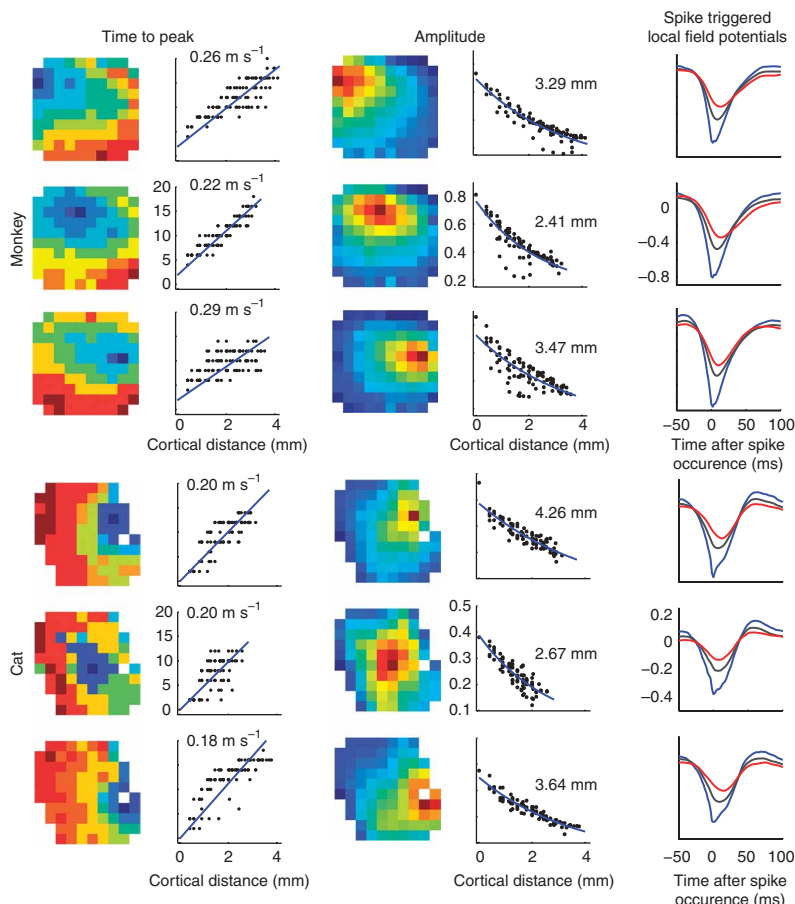 Time to peak
Amplitude
Spike triggered
local field potentials
Monkey
0.26 m s⁻¹
3.29 mm
0.22 m s⁻¹
20
15
10
5
0
2.41 mm
0.8
0.6
0.4
0.2
0
−0.4
−0.8
0.29 m s⁻¹
3.47 mm
0 2 4
Cortical distance (mm)
0 2 4
Cortical distance (mm)
−50 0 50 100
Time after spike
occurence (ms)
Cat
0.20 m s⁻¹
4.26 mm
0.20 m s⁻¹
20
15
10
5
0
2.67 mm
0.5
0.4
0.3
0.2
0.1
0.2
0
−0.2
−0.4
0.18 m s⁻¹
3.64 mm
0 2 4
Cortical distance (mm)
0 2 4
Cortical distance (mm)
−50 0 50 100
Time after spike
occurence (ms)